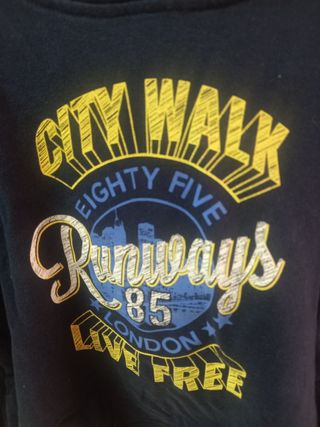 CITY WALK
EIGHTY FIVE
Runways
85
LONDON
LIVE FREE